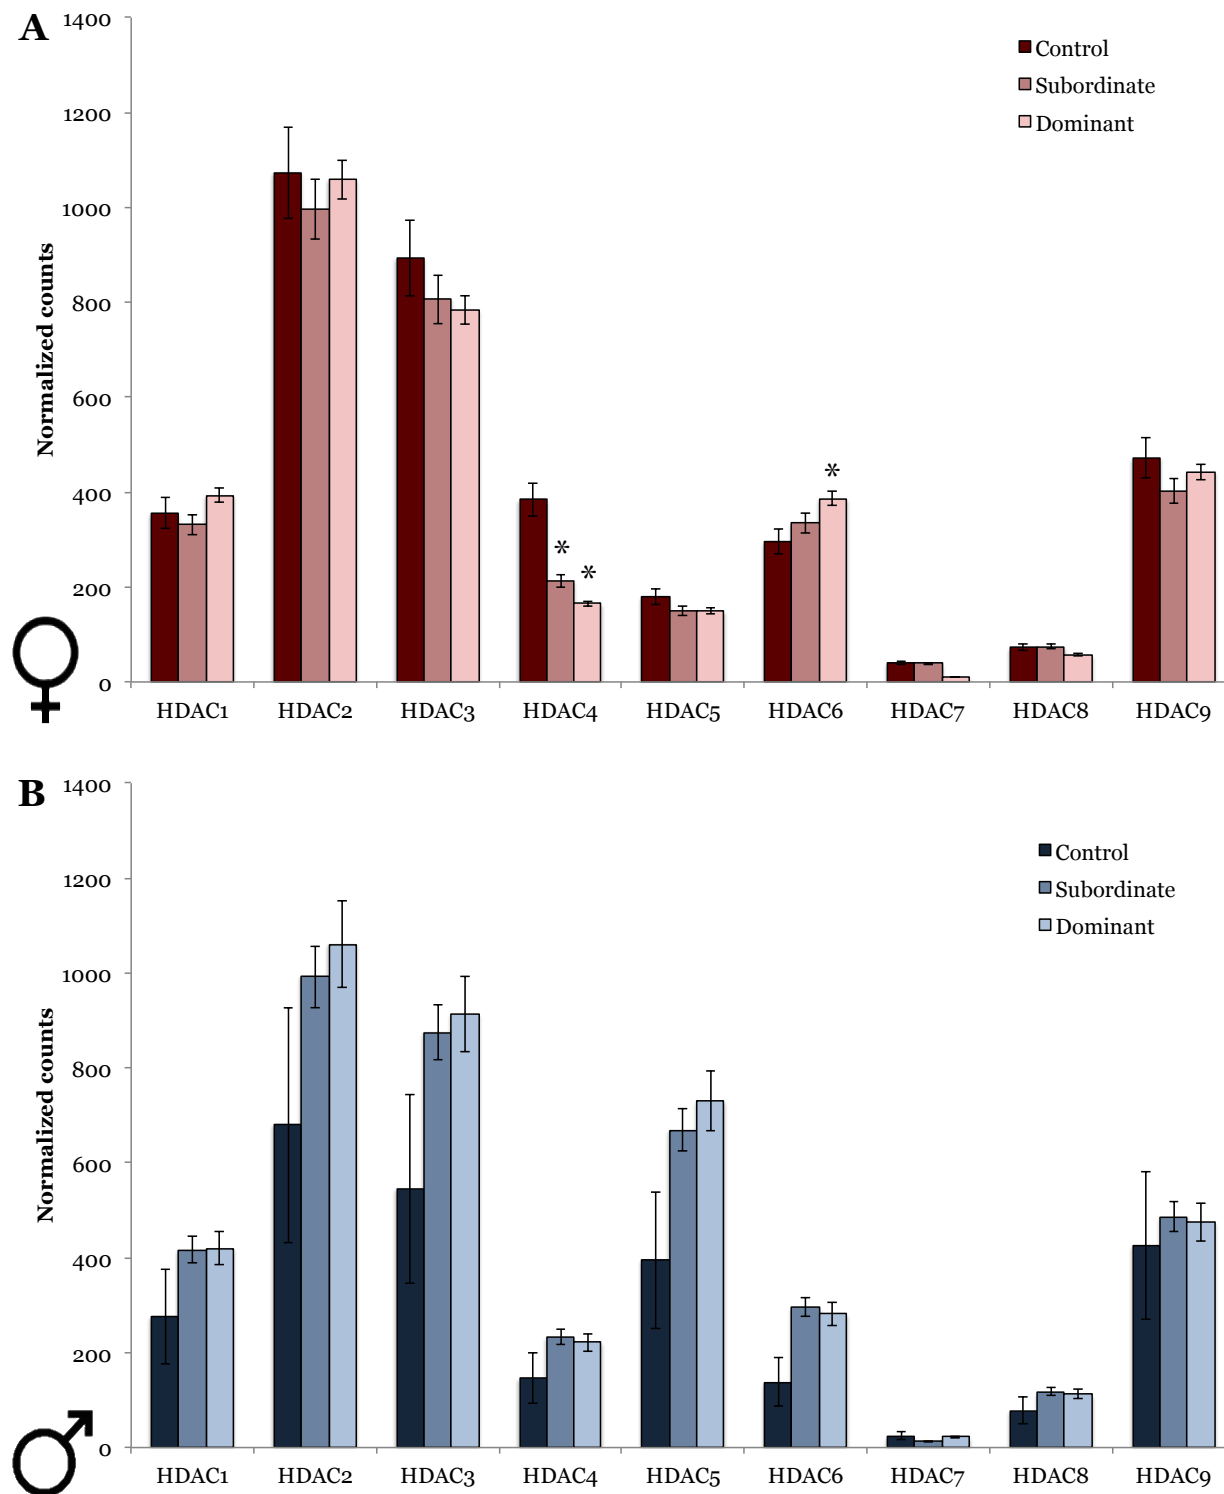 A
1400
1200
1000
800
600
400
200
0
Normalized counts
Control
Subordinate
Dominant
*
*
*
HDAC1 HDAC2 HDAC3 HDAC4 HDAC5 HDAC6 HDAC7 HDAC8 HDAC9
B
1400
1200
1000
800
600
400
200
0
Normalized counts
Control
Subordinate
Dominant
HDAC1 HDAC2 HDAC3 HDAC4 HDAC5 HDAC6 HDAC7 HDAC8 HDAC9